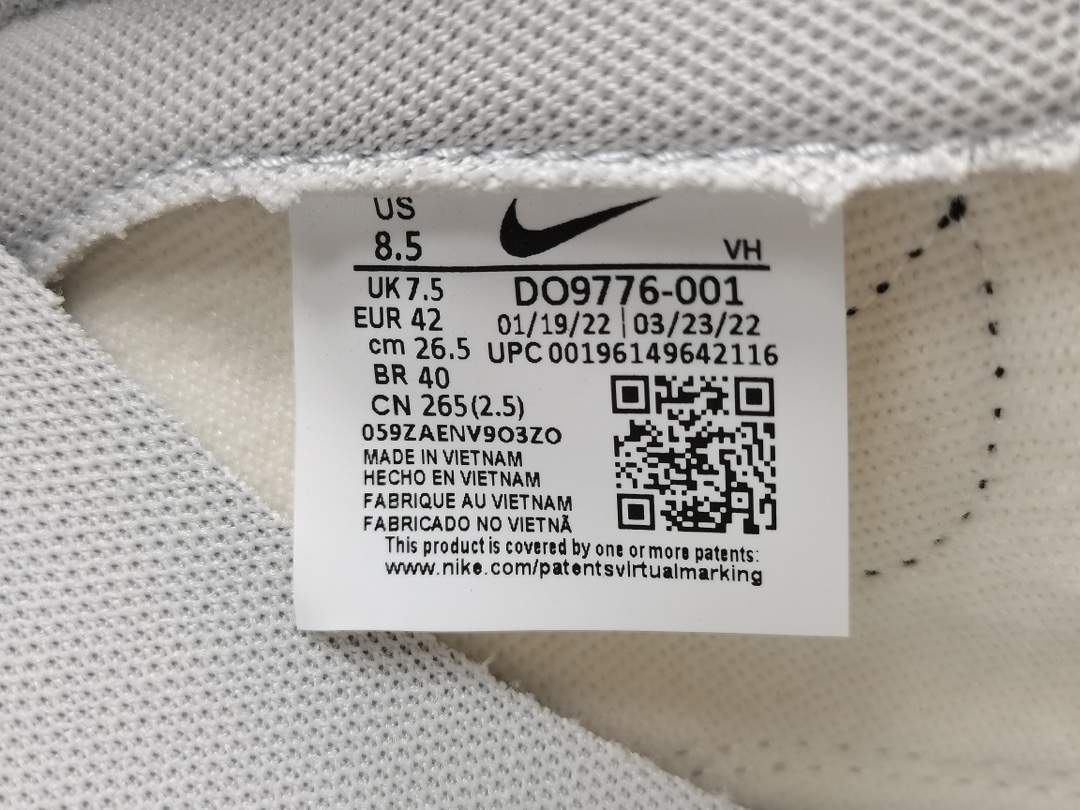 US
8.5
VH
UK 7.5
DO9776-001
EUR 42
01/19/22 | 03/23/22
cm 26.5
UPC 00196149642116
BR 40
CN 265(2.5)
059ZAENV9O3ZO
MADE IN VIETNAM
HECHO EN VIETNAM
FABRIQUE AU VIETNAM
FABRICADO NO VIETNÃ
This product is covered by one or more patents:
www.nike.com/patentsvirtualmarking